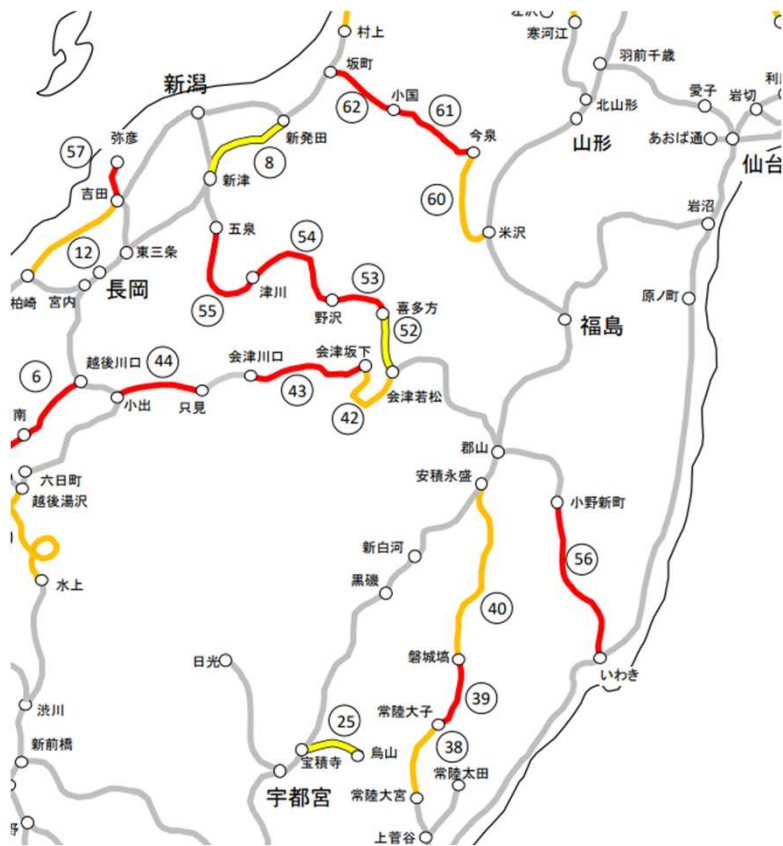 村上
左沢
寒河江
羽前千歳
利
坂町
新潟
小国
62
61
愛子
岩切
北山形
弥彦
新発田
今泉
山形
あおば通
仙台
57
8
吉田
新津
60
12
五泉
54
米沢
岩沼
東三条
53
柏崎
宮内
長岡
津川
55
野沢
喜多方
原ノ町
52
福島
越後川口
44
会津川口
会津坂下
6
43
会津若松
小出
只見
42
南
郡山
六日町
安積永盛
越後湯沢
小野新町
新白河
56
水上
黒磯
40
日光
磐城塙
いわき
39
渋川
常陸大子
25
38
新前橋
宝積寺
烏山
常陸太田
宇都宮
常陸大宮
野
上菅谷